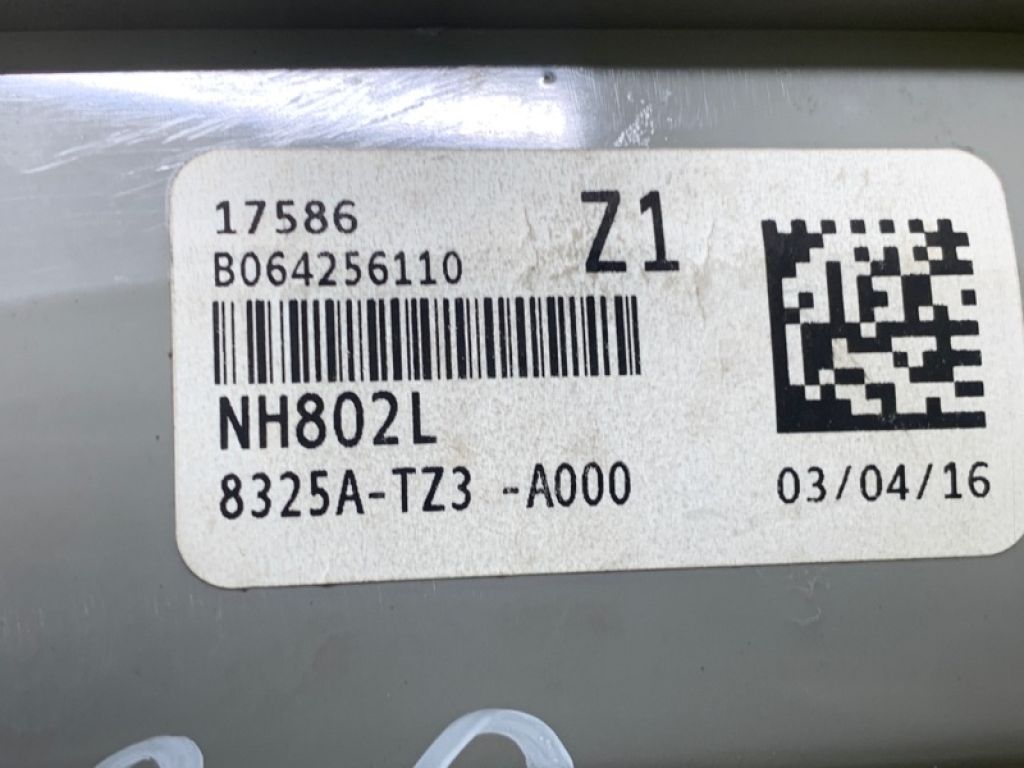 17586
Z1
B064256110
NH802L
8325A-TZ3 -A000
03/04/16